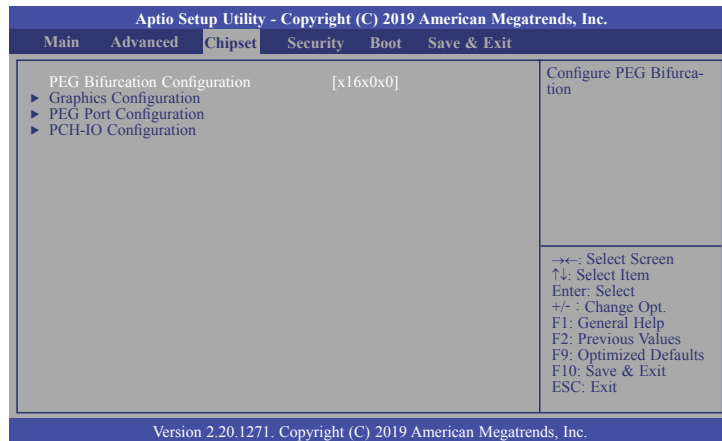 Aptio Setup Utility - Copyright (C) 2019 American Megatrends, Inc.
Main Advanced Chipset Security Boot Save & Exit
PEG Bifurcation Configuration [x16x0x0]
► Graphics Configuration
► PEG Port Configuration
► PCH-IO Configuration
Configure PEG Bifurca-
tion
→←: Select Screen
↑↓: Select Item
Enter: Select
+/- : Change Opt.
F1: General Help
F2: Previous Values
F9: Optimized Defaults
F10: Save & Exit
ESC: Exit
Version 2.20.1271. Copyright (C) 2019 American Megatrends, Inc.